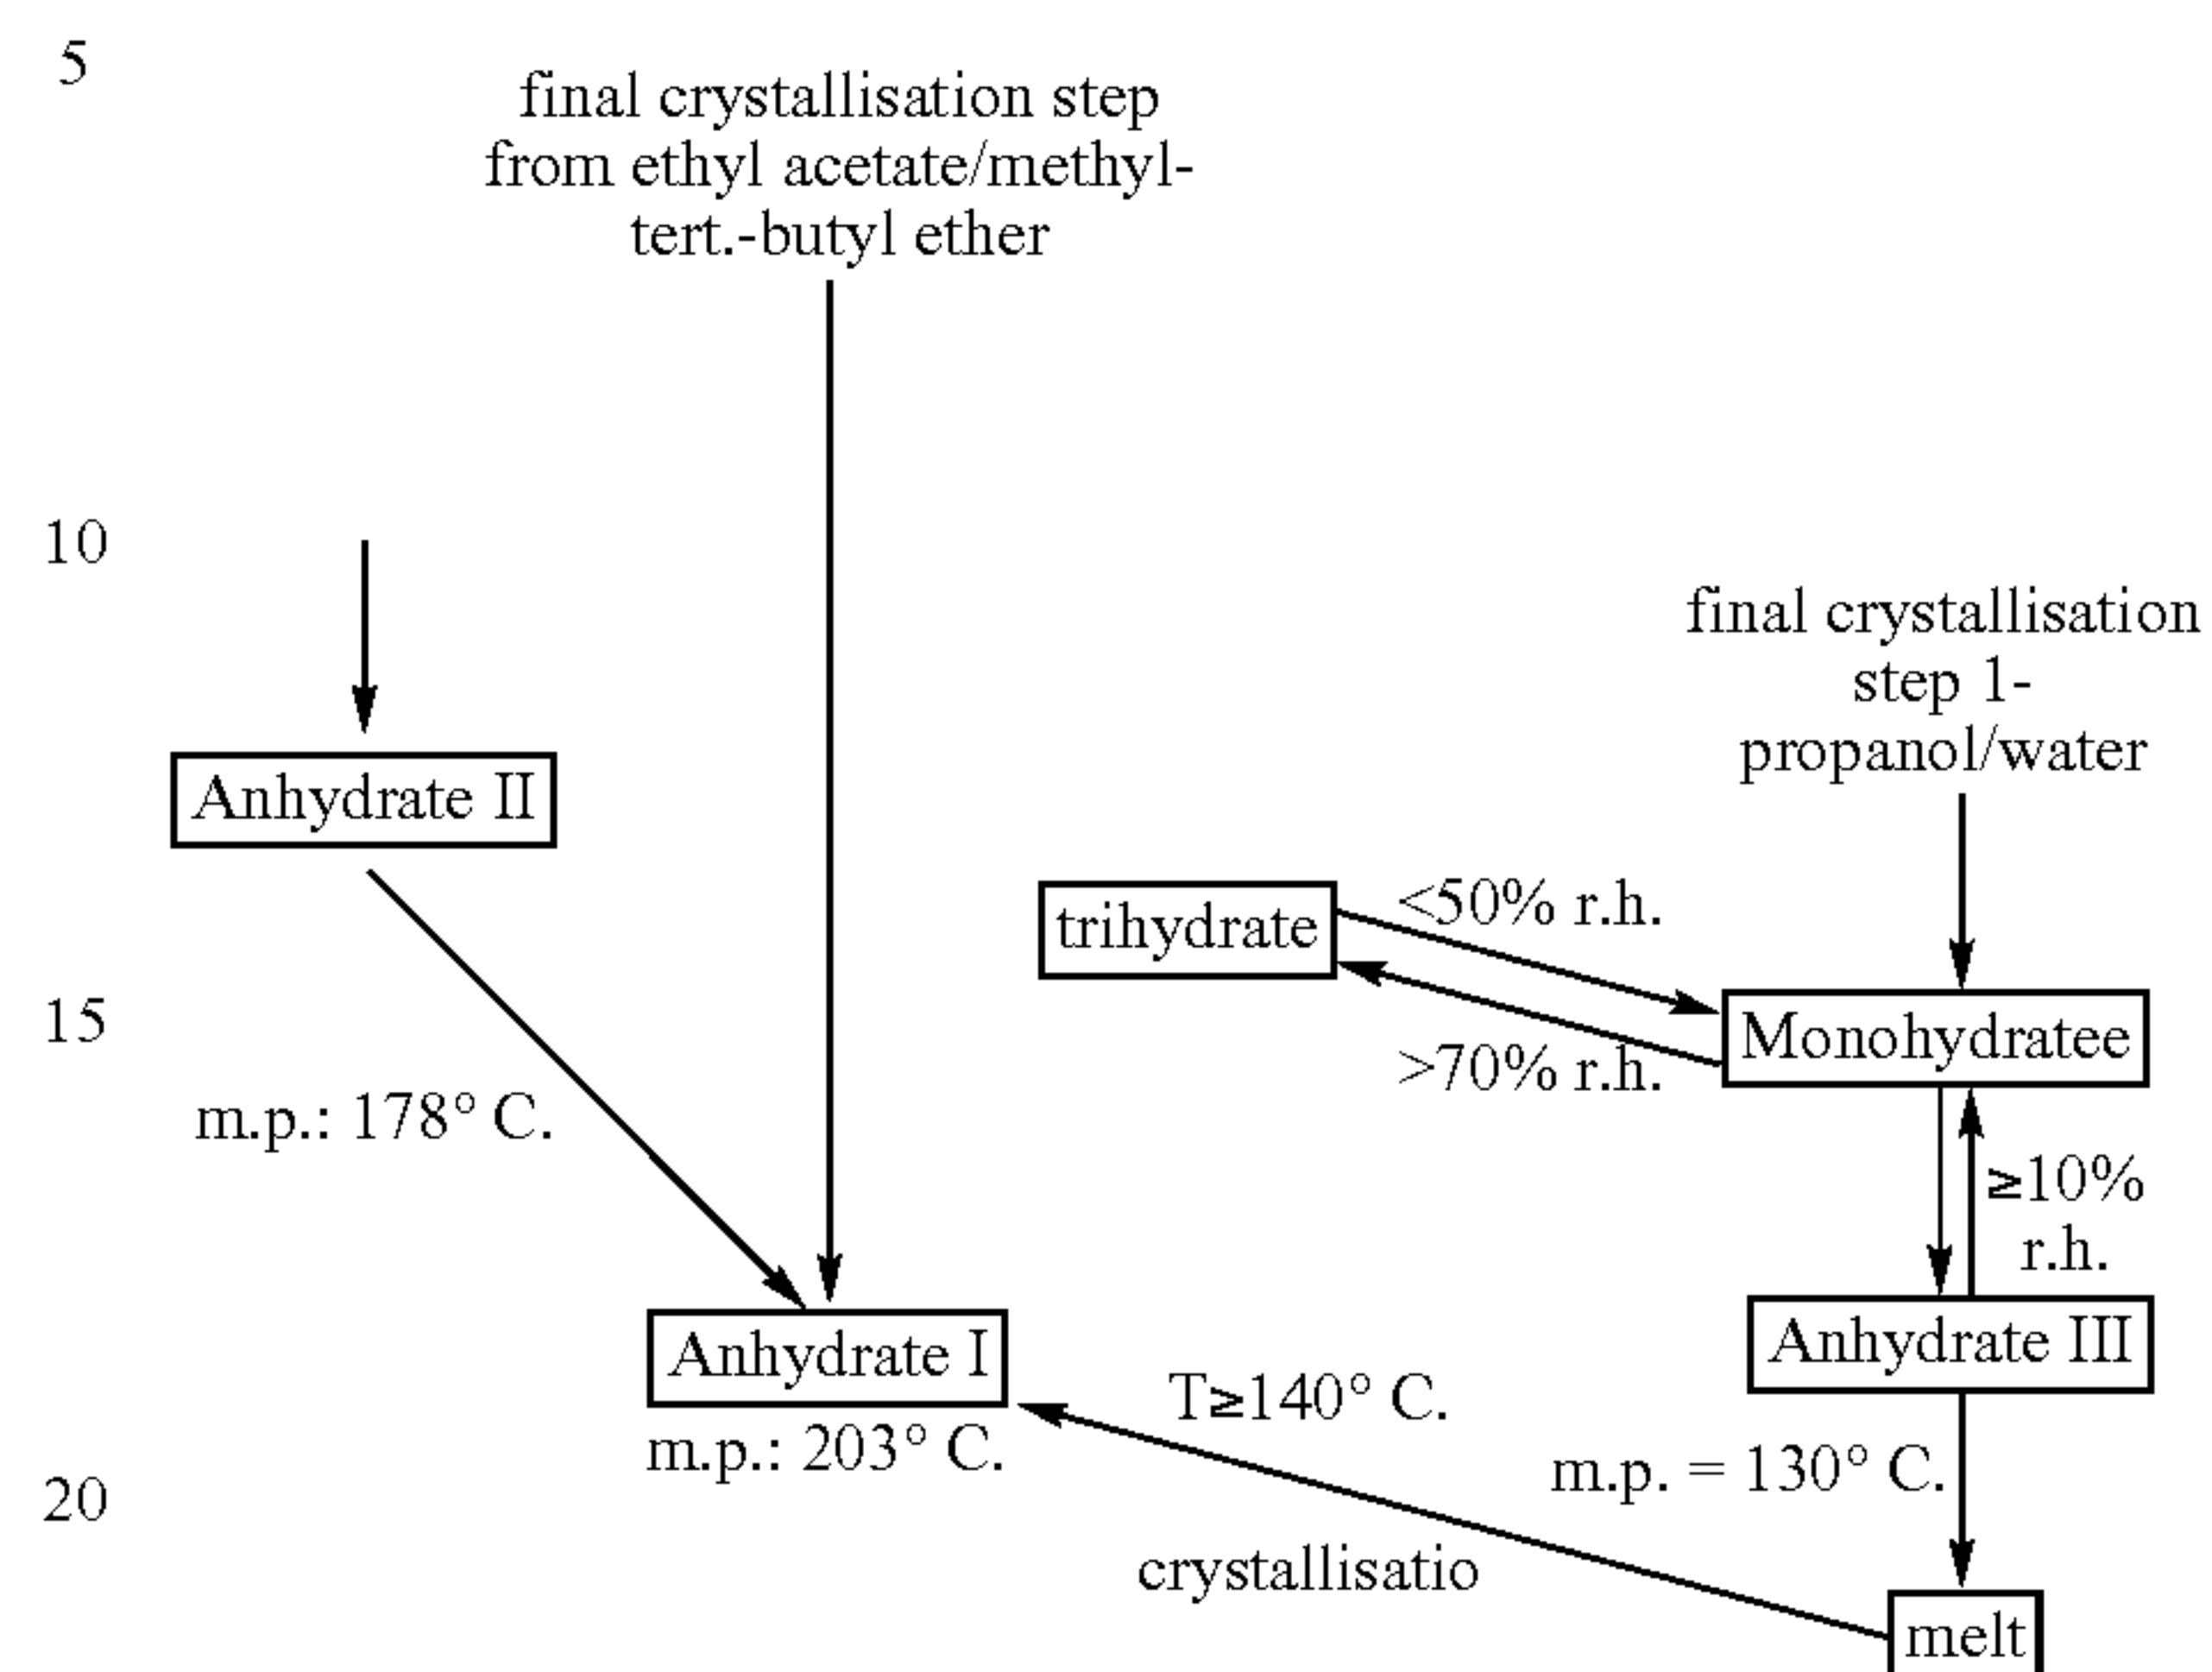 5
final crystallisation step
from ethyl acetate/methyl-
tert.-butyl ether
10
final crystallisation
step 1-
propanol/water
Anhydrate II
trihydrate
<50% r.h.
15
Monohydratee
>70% r.h.
m.p.: 178° C.
≥10%
r.h.
Anhydrate I
Anhydrate III
T≥140° C.
m.p.: 203° C.
m.p. = 130° C.
20
crystallisatio
melt